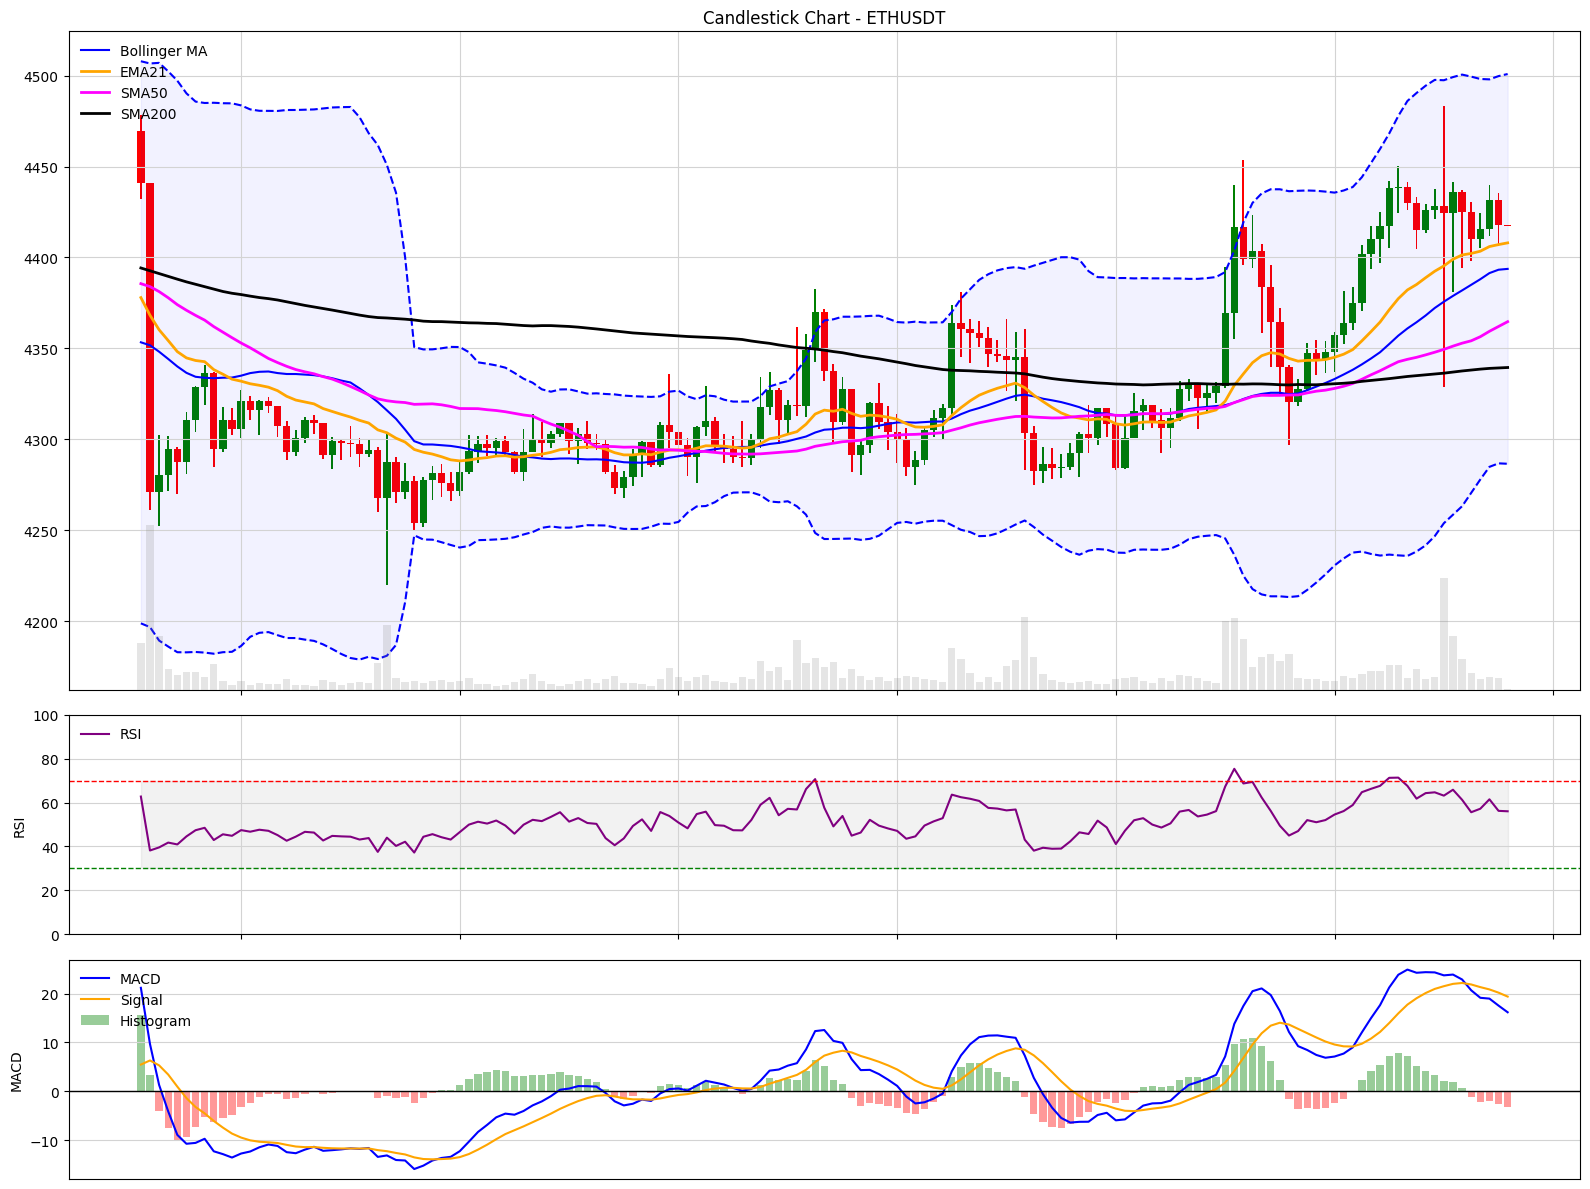 Candlestick Chart - ETHUSDT
Bollinger MA
EMA21
SMA50
SMA200
4500
4450
4400
4350
4300
4250
4200
RSI
100
80
60
40
20
0
RSI
MACD
Signal
Histogram
20
10
0
−10
MACD